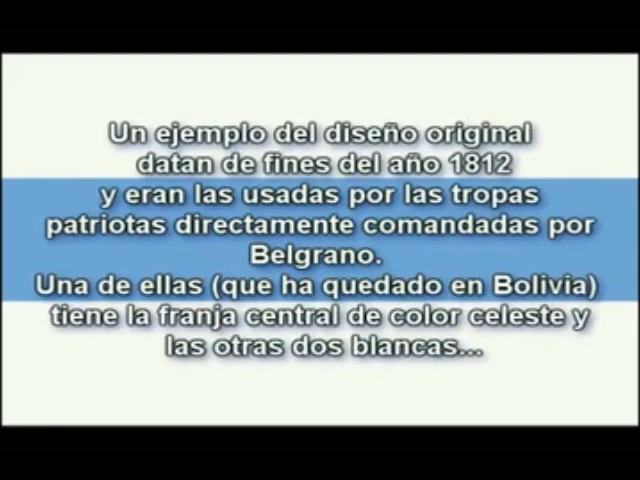 Un ejemplo del diseño original
datan de fines del año 1812
y eran las usadas por las tropas
patriotas directamente comandadas por
Belgrano.
Una de ellas (que ha quedado en Bolivia)
tiene la franja central de color celeste y
las otras dos blancas...